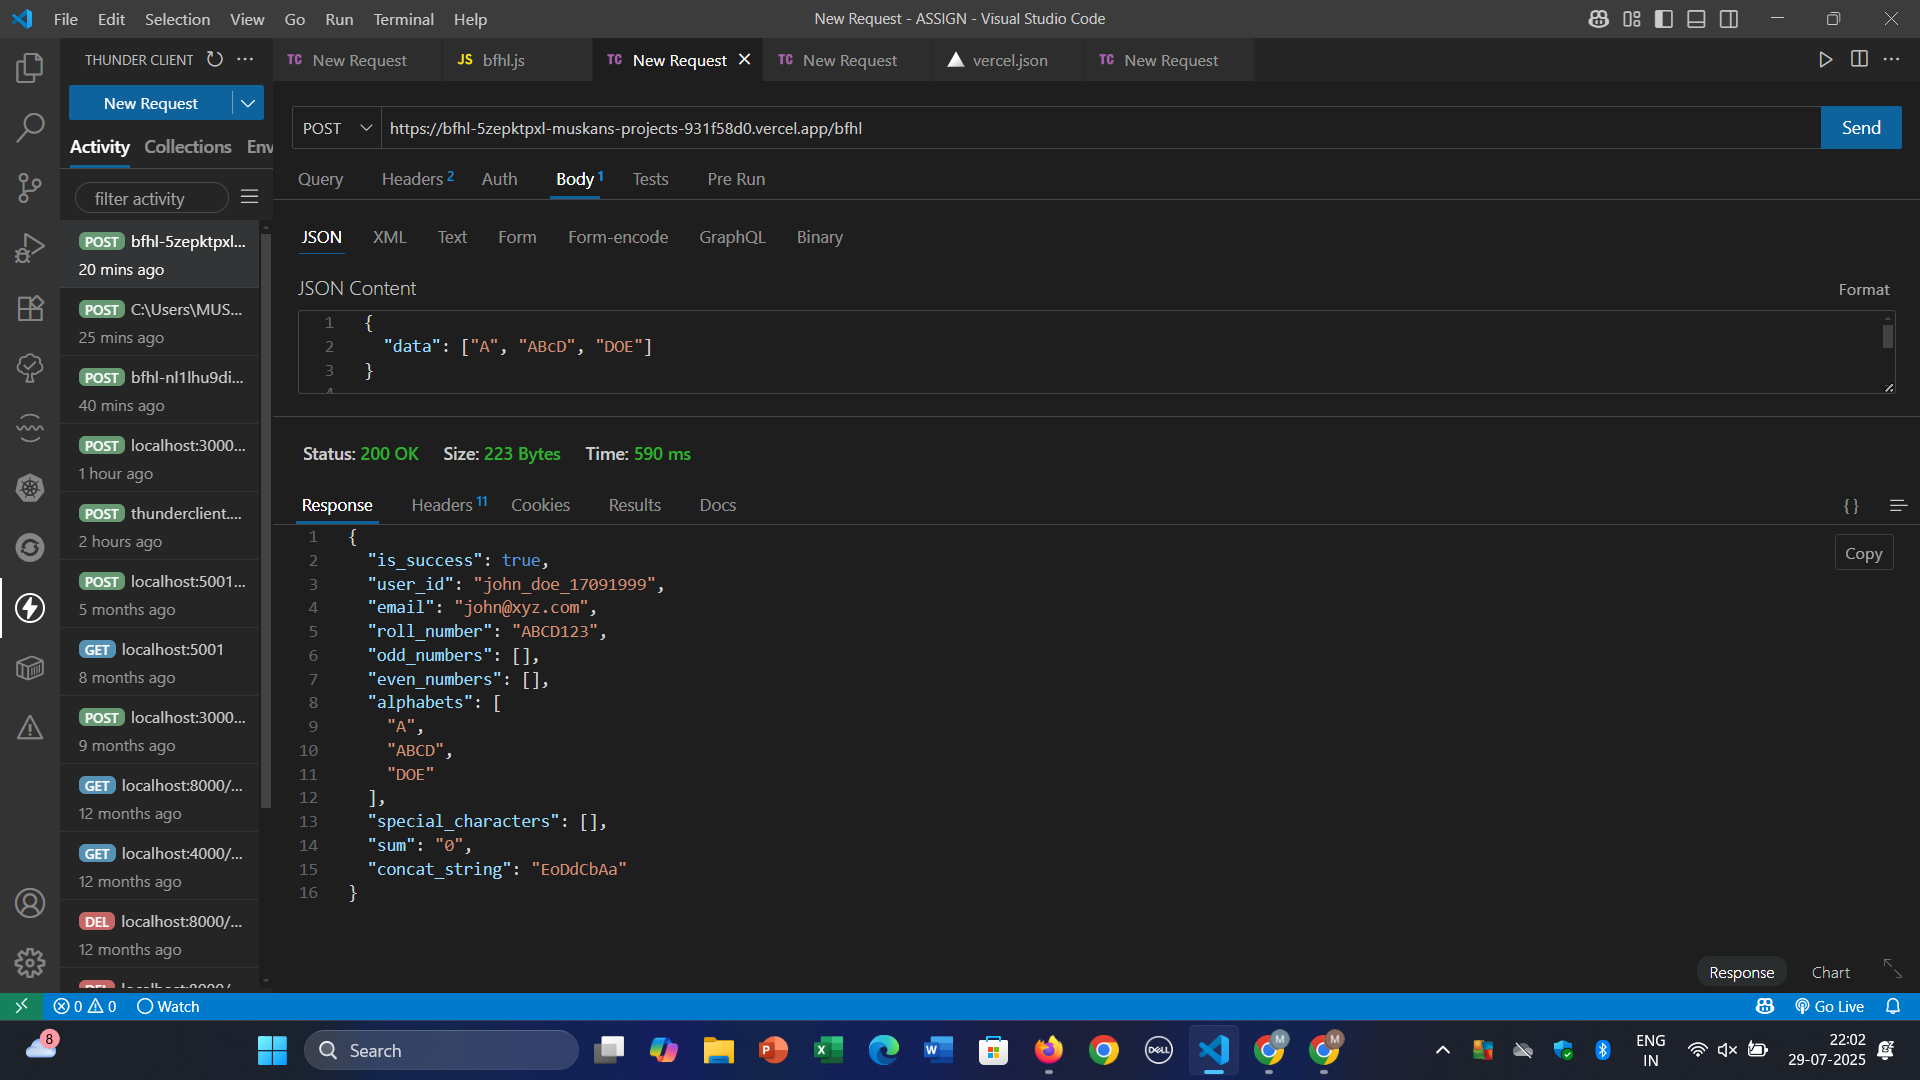 File Edit Selection View Go Run Terminal Help
New Request - ASSIGN - Visual Studio Code
THUNDER CLIENT
New Request
Activity Collections Env
filter activity
POST bfhl-5zepktpxl...
20 mins ago
POST C:\Users\MUS...
25 mins ago
POST bfhl-nl1lhu9di...
40 mins ago
POST localhost:3000...
1 hour ago
POST thunderclient....
2 hours ago
POST localhost:5001...
5 months ago
GET localhost:5001
8 months ago
POST localhost:3000...
9 months ago
GET localhost:8000/...
12 months ago
GET localhost:4000/...
12 months ago
DEL localhost:8000/...
12 months ago
TC New Request JS bfhl.js TC New Request TC New Request vercel.json TC New Request
POST https://bfhl-5zepktpxl-muskans-projects-931f58d0.vercel.app/bfhl Send
Query Headers 2 Auth Body 1 Tests Pre Run
JSON XML Text Form Form-encode GraphQL Binary
JSON Content Format
1 {
2 "data": ["A", "ABcD", "DOE"]
3 }
4
Status: 200 OK Size: 223 Bytes Time: 590 ms
Response Headers 11 Cookies Results Docs { }
Copy
1 {
2 "is_success": true,
3 "user_id": "john_doe_17091999",
4 "email": "john@xyz.com",
5 "roll_number": "ABCD123",
6 "odd_numbers": [],
7 "even_numbers": [],
8 "alphabets": [
9 "A",
10 "ABCD",
11 "DOE"
12 ],
13 "special_characters": [],
14 "sum": "0",
15 "concat_string": "EoDdCbAa"
16 }
Response Chart
0 0 Watch Go Live
8 Search M M ENG 22:02
IN 29-07-2025